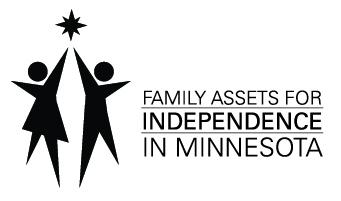 FAMILY ASSETS FOR
INDEPENDENCE
IN MINNESOTA